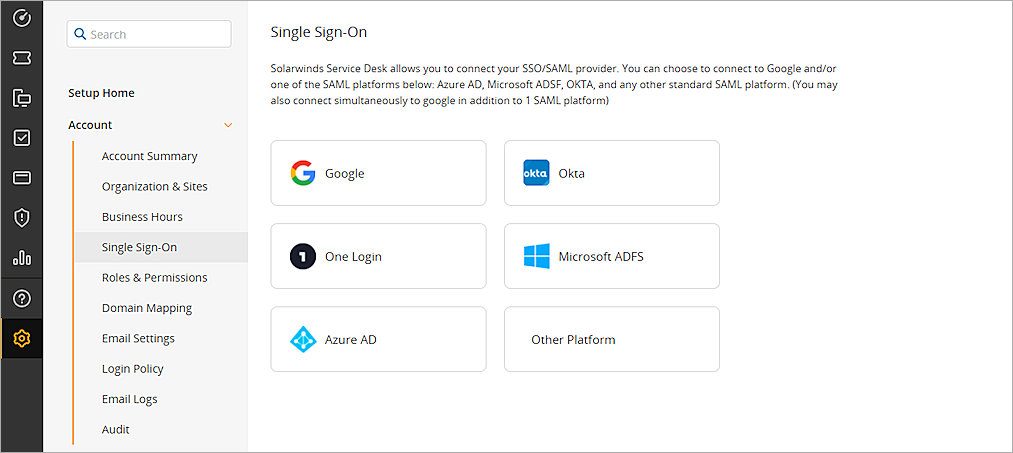 Search
Setup Home
Account
Account Summary
Organization & Sites
Business Hours
Single Sign-On
Roles & Permissions
Domain Mapping
Email Settings
Login Policy
Email Logs
Audit
Single Sign-On
Solarwinds Service Desk allows you to connect your SSO/SAML provider. You can choose to connect to Google and/or
one of the SAML platforms below: Azure AD, Microsoft ADSF, OKTA, and any other standard SAML platform. (You may
also connect simultaneously to google in addition to 1 SAML platform)
Google
okta Okta
1 One Login
Microsoft ADFS
Azure AD
Other Platform